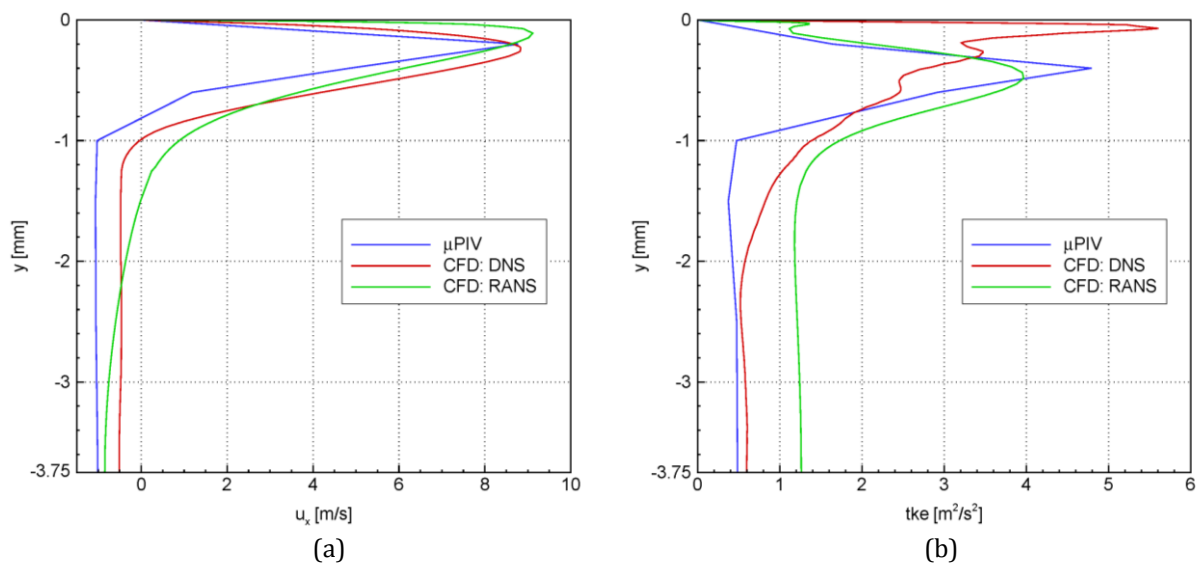 0
-1
-2
-3
-3.75
y [mm]
μPIV
CFD: DNS
CFD: RANS
0 2 4 6 8 10
uₓ [m/s]
(a)
0
-1
-2
-3
-3.75
y [mm]
μPIV
CFD: DNS
CFD: RANS
0 1 2 3 4 5 6
tke [m²/s²]
(b)